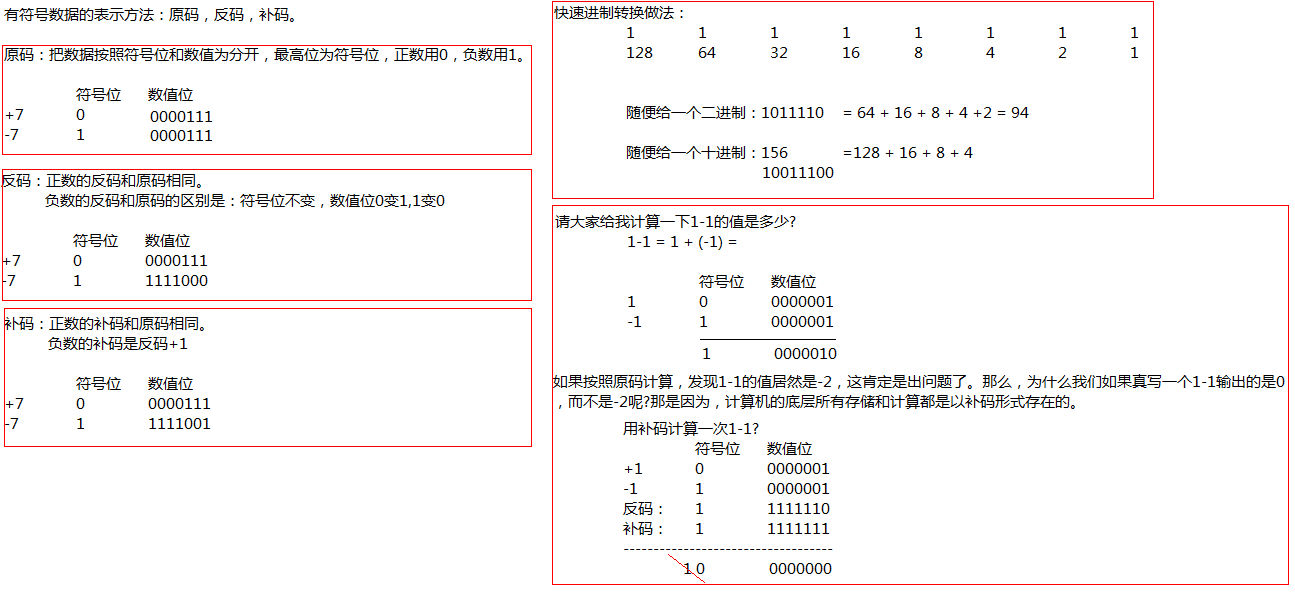 有符号数据的表示方法：原码，反码，补码。
原码：把数据按照符号位和数值为分开，最高位为符号位，正数用0，负数用1。
符号位 数值位
+7 0 0000111
-7 1 0000111
反码：正数的反码和原码相同。
负数的反码和原码的区别是：符号位不变，数值位0变1,1变0
符号位 数值位
+7 0 0000111
-7 1 1111000
补码：正数的补码和原码相同。
负数的补码是反码+1
符号位 数值位
+7 0 0000111
-7 1 1111001
快速进制转换做法：
1 1 1 1 1 1 1 1
128 64 32 16 8 4 2 1
随便给一个二进制：1011110 = 64 + 16 + 8 + 4 +2 = 94
随便给一个十进制：156 =128 + 16 + 8 + 4
10011100
请大家给我计算一下1-1的值是多少?
1-1 = 1 + (-1) =
符号位 数值位
1 0 0000001
-1 1 0000001
1 0000010
如果按照原码计算，发现1-1的值居然是-2，这肯定是出问题了。那么，为什么我们如果真写一个1-1输出的是0
，而不是-2呢?那是因为，计算机的底层所有存储和计算都是以补码形式存在的。
用补码计算一次1-1?
符号位 数值位
+1 0 0000001
-1 1 0000001
反码： 1 1111110
补码： 1 1111111
-----------------------------------
1 0 0000000